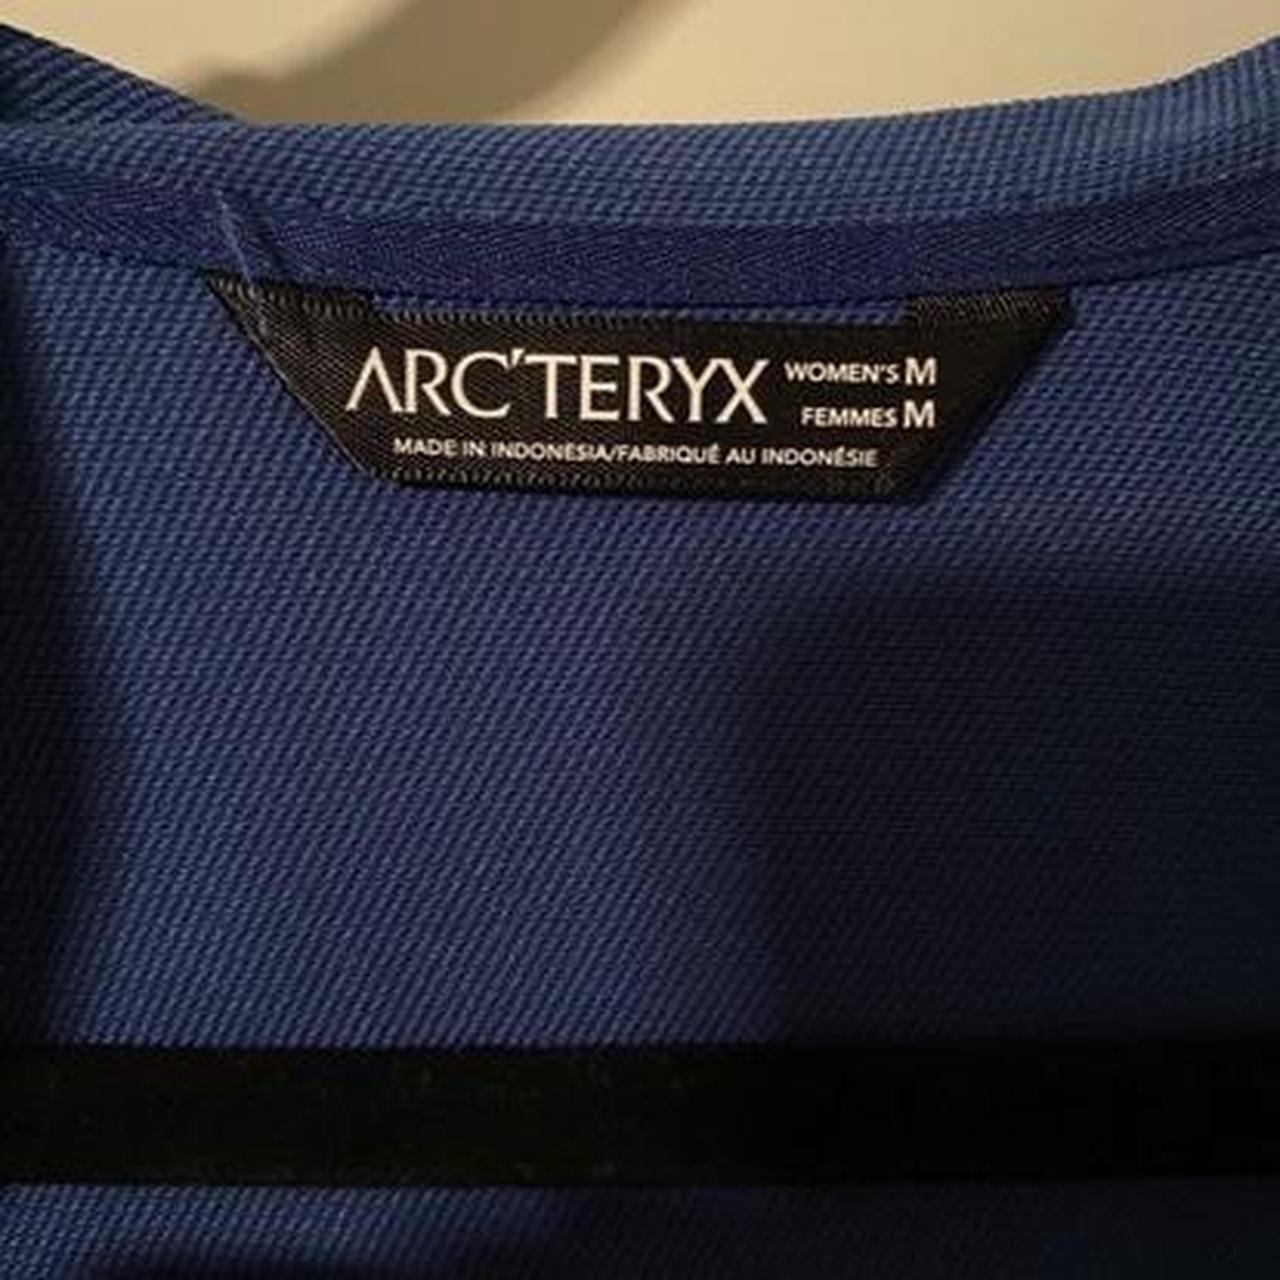 ARC'TERYX WOMEN'S M
FEMMES M
MADE IN INDONESIA/FABRIQUÉ AU INDONÉSIE